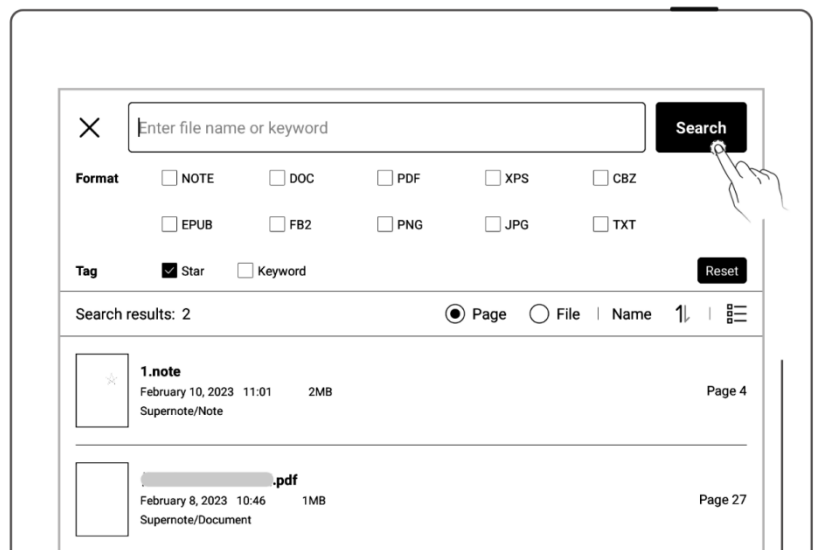 Enter file name or keyword
Search
Format NOTE DOC PDF XPS CBZ
EPUB FB2 PNG JPG TXT
Tag Star Keyword Reset
Search results: 2 Page File | Name |
1.note
February 10, 2023 11:01 2MB Page 4
Supernote/Note
.pdf
February 8, 2023 10:46 1MB Page 27
Supernote/Document